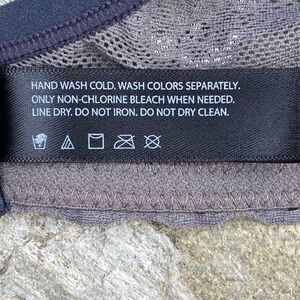 HAND WASH COLD. WASH COLORS SEPARATELY.
ONLY NON-CHLORINE BLEACH WHEN NEEDED.
LINE DRY. DO NOT IRON. DO NOT DRY CLEAN.